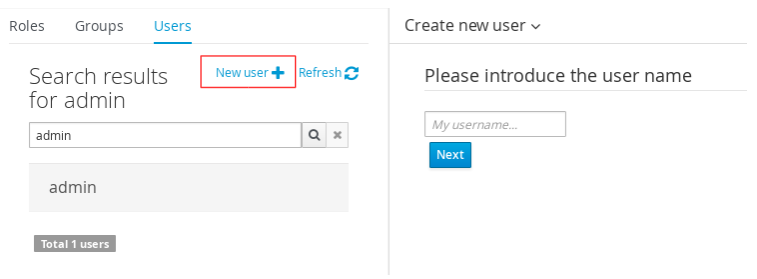 Roles Groups Users
Search results
for admin
New user
Refresh
admin
admin
Total 1 users
Create new user
Please introduce the user name
My username...
Next